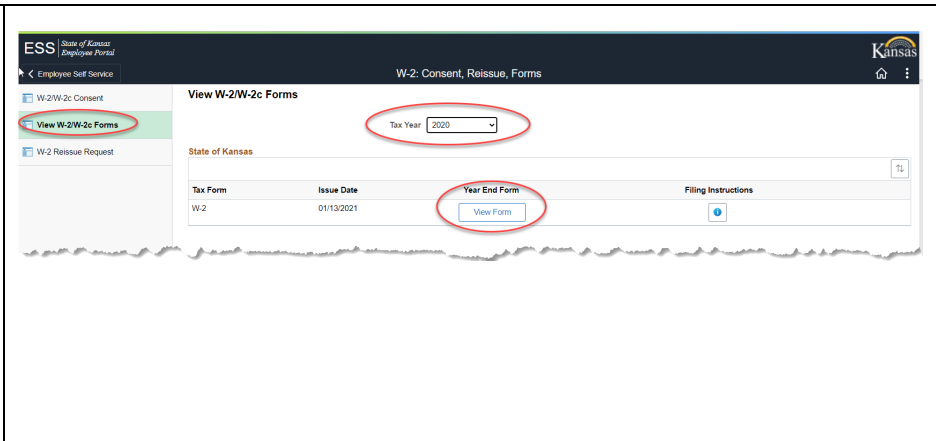 ESS State of Kansas
Employee Portal
Kansas
Employee Self Service
W-2: Consent, Reissue, Forms
W-2/W-2c Consent
View W-2/W-2c Forms
W-2 Reissue Request
View W-2/W-2c Forms
Tax Year 2020
State of Kansas
Tax Form Issue Date Year End Form Filing Instructions
W-2 01/13/2021 View Form